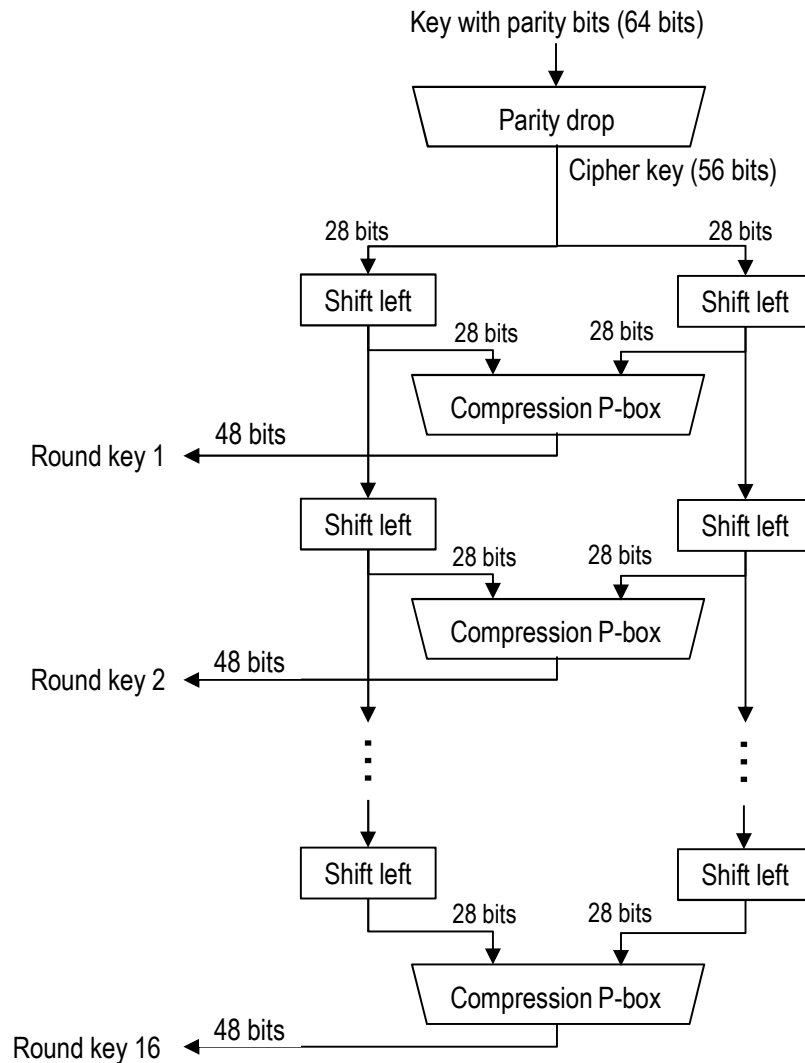 Key with parity bits (64 bits)
Parity drop
Cipher key (56 bits)
28 bits
28 bits
Shift left
Shift left
28 bits
28 bits
Compression P-box
48 bits
Round key 1
Shift left
Shift left
28 bits
28 bits
Compression P-box
48 bits
Round key 2
Shift left
Shift left
28 bits
28 bits
Compression P-box
48 bits
Round key 16